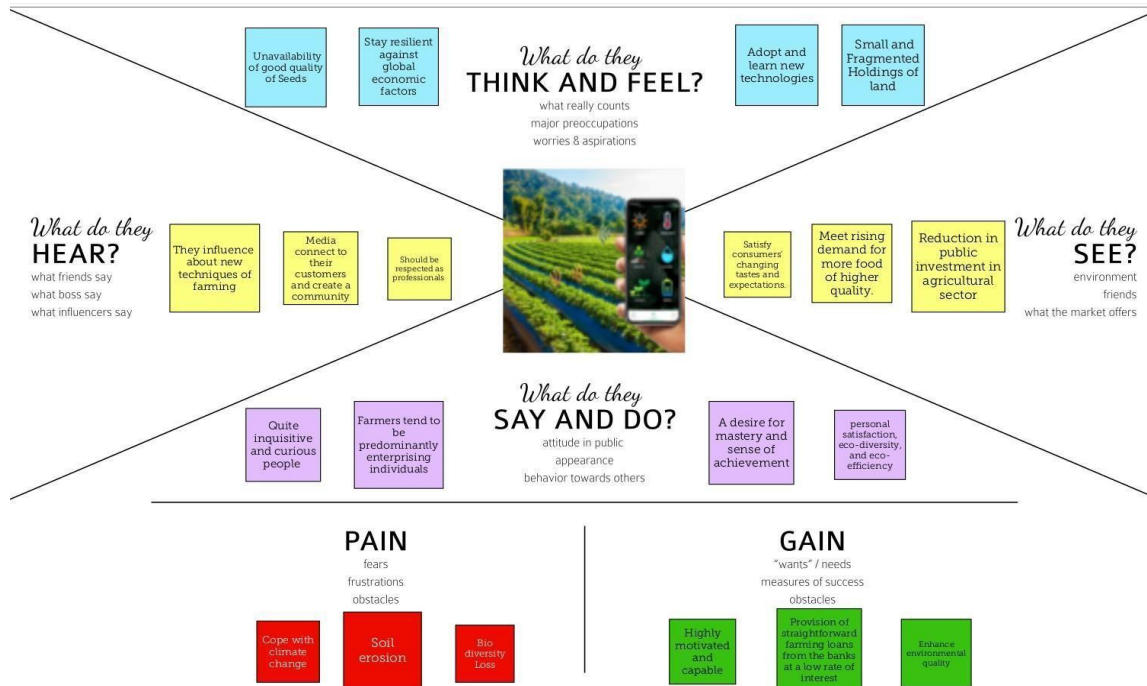 Unavailability
of good quality
of Seeds
Stay resilient
against
global
economic
factors
What do they
THINK AND FEEL?
what really counts
major preoccupations
worries & aspirations
Adopt and
learn new
technologies
Small and
Fragmented
Holdings of
land
What do they
HEAR?
what friends say
what boss say
what influencers say
They influence
about new
techniques of
farming
Media
connect to
their
customers
and create a
community
Should be
respected as
professionals
Satisfy
consumers'
changing
tastes and
expectations.
Meet rising
demand for
more food
of higher
quality.
Reduction in
public
investment in
agricultural
sector
What do they
SEE?
environment
friends
what the market offers
Quite
inquisitive
and curious
people
Farmers tend to
be
predominantly
enterprising
individuals
What do they
SAY AND DO?
attitude in public
appearance
behavior towards others
A desire for
mastery and
sense of
achievement
personal
satisfaction,
eco-diversity,
and eco-
efficiency
PAIN
fears
frustrations
obstacles
Cope with
climate
change
Soil
erosion
Bio
diversity
Loss
GAIN
"wants" / needs
measures of success
obstacles
Highly
motivated
and
capable
Provision of
straightforward
farming loans
from the banks
at a low rate of
interest
Enhance
environmental
quality